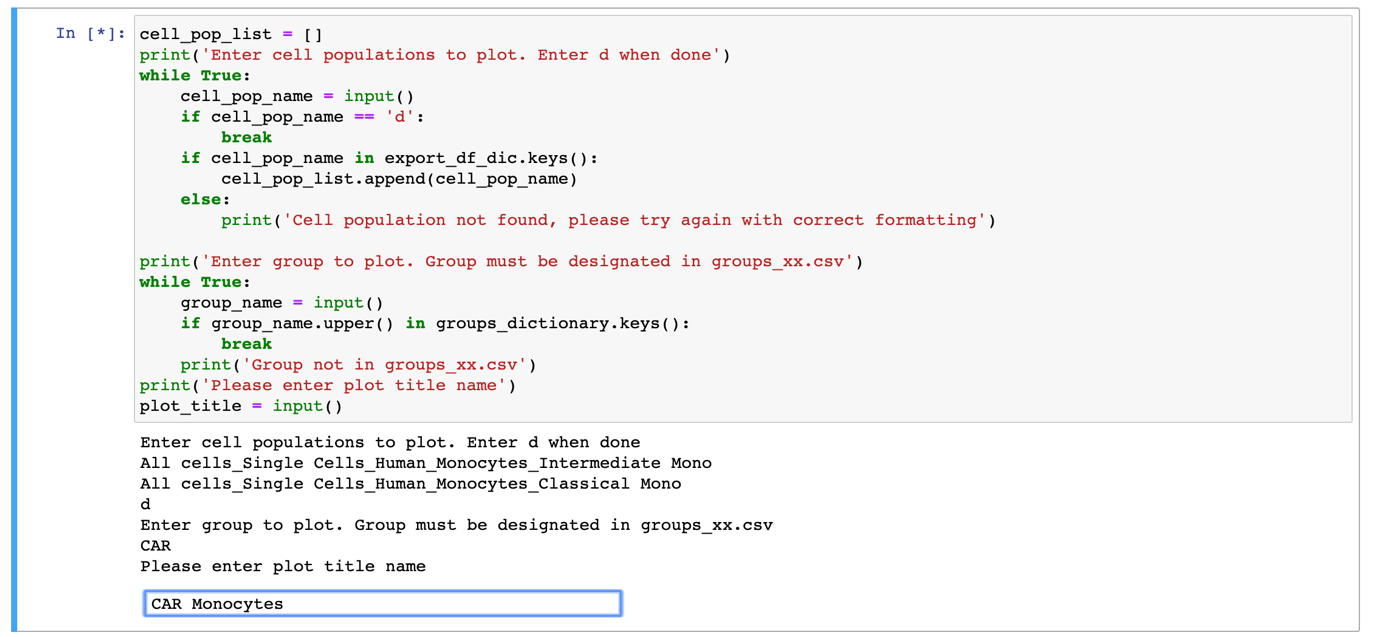 In [*]: cell_pop_list = []
print('Enter cell populations to plot. Enter d when done')
while True:
    cell_pop_name = input()
    if cell_pop_name == 'd':
        break
    if cell_pop_name in export_df_dic.keys():
        cell_pop_list.append(cell_pop_name)
    else:
        print('Cell population not found, please try again with correct formatting')

print('Enter group to plot. Group must be designated in groups_xx.csv')
while True:
    group_name = input()
    if group_name.upper() in groups_dictionary.keys():
        break
    print('Group not in groups_xx.csv')
print('Please enter plot title name')
plot_title = input()
Enter cell populations to plot. Enter d when done
All cells_Single Cells_Human_Monocytes_Intermediate Mono
All cells_Single Cells_Human_Monocytes_Classical Mono
d
Enter group to plot. Group must be designated in groups_xx.csv
CAR
Please enter plot title name
CAR Monocytes